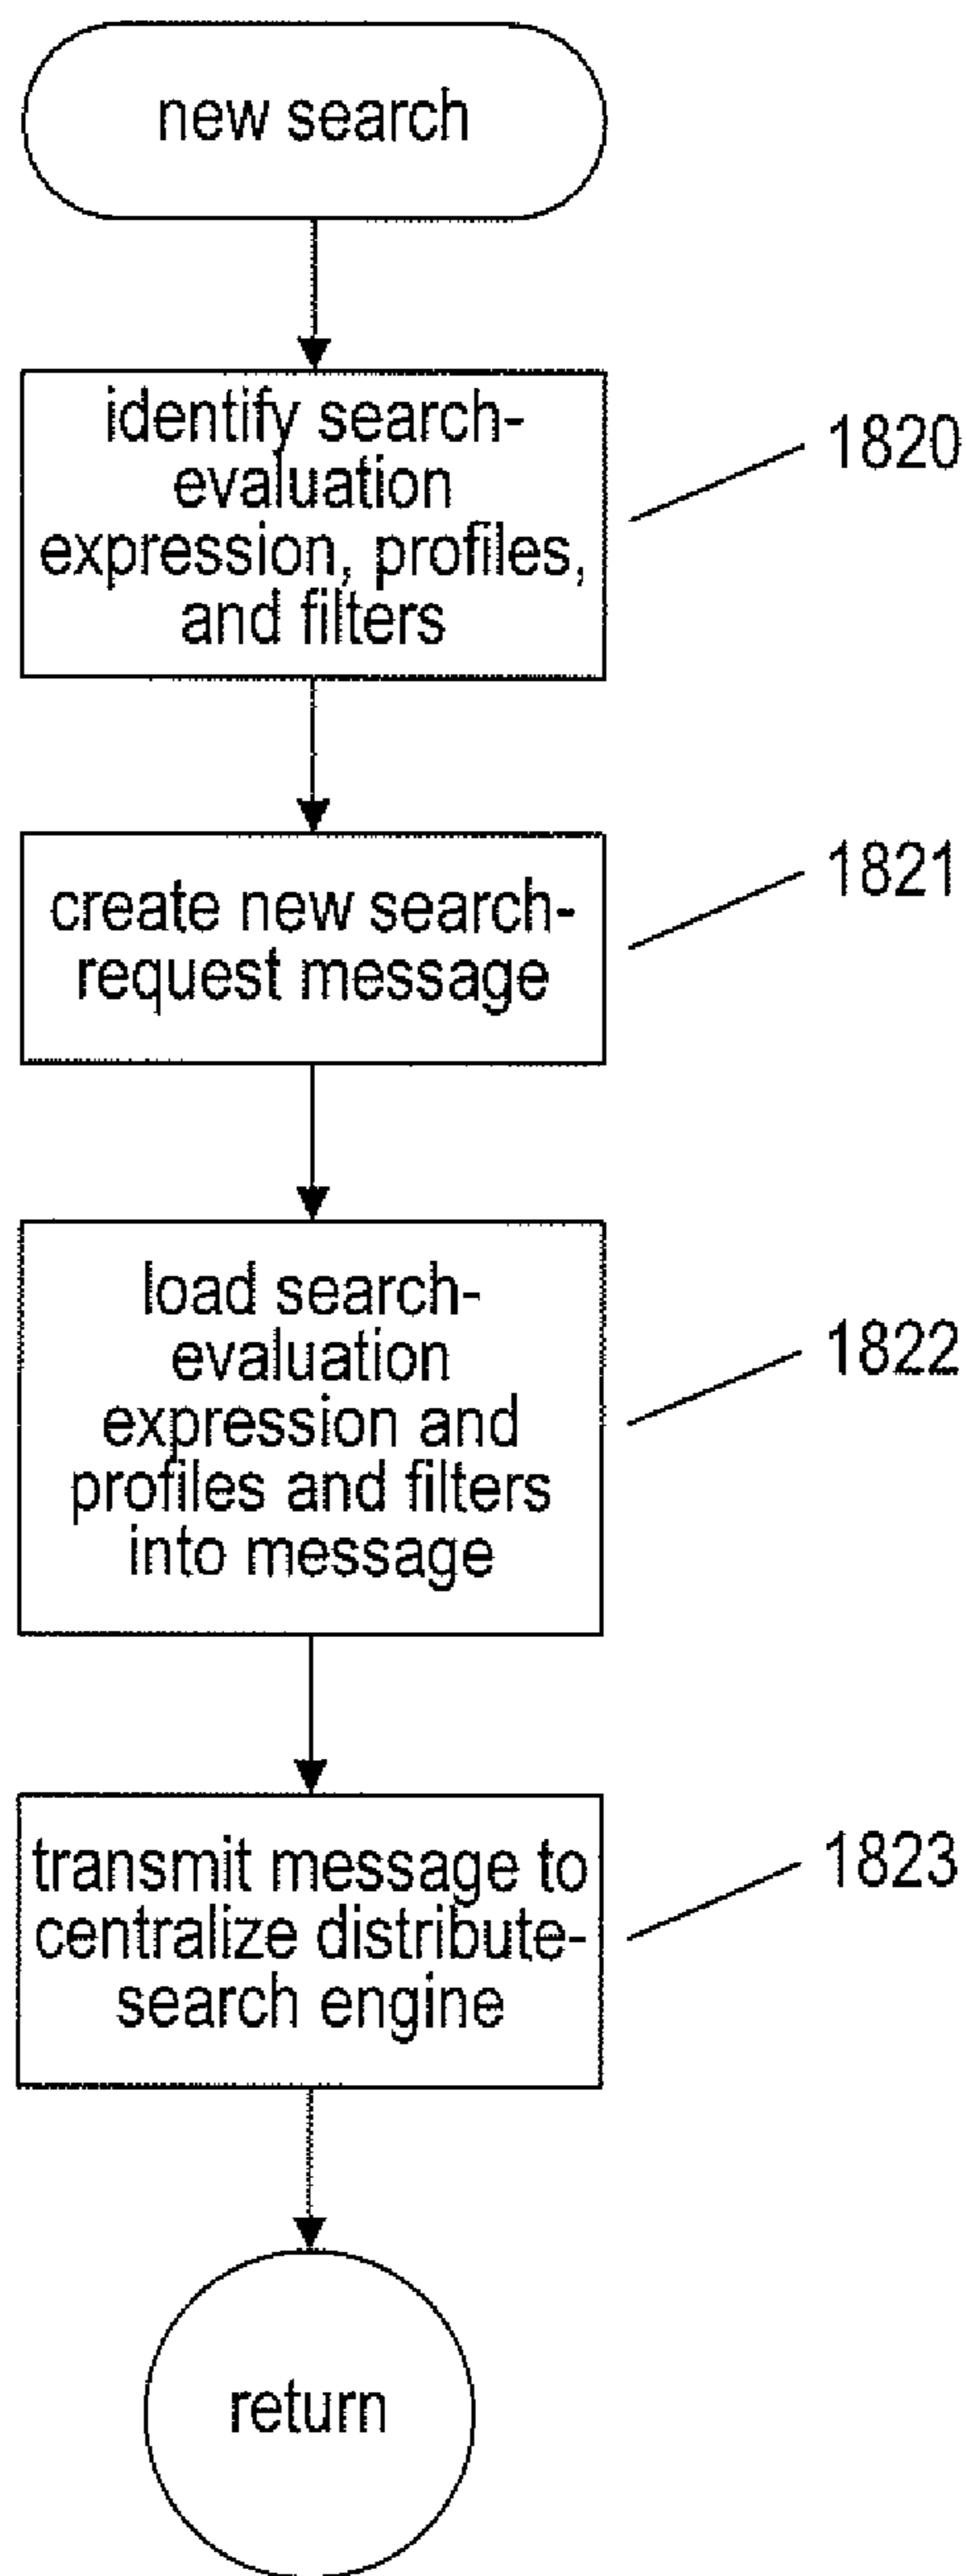 new search
identify search-
evaluation
expression, profiles,
and filters
1820
create new search-
request message
1821
load search-
evaluation
expression and
profiles and filters
into message
1822
transmit message to
centralize distribute-
search engine
1823
return